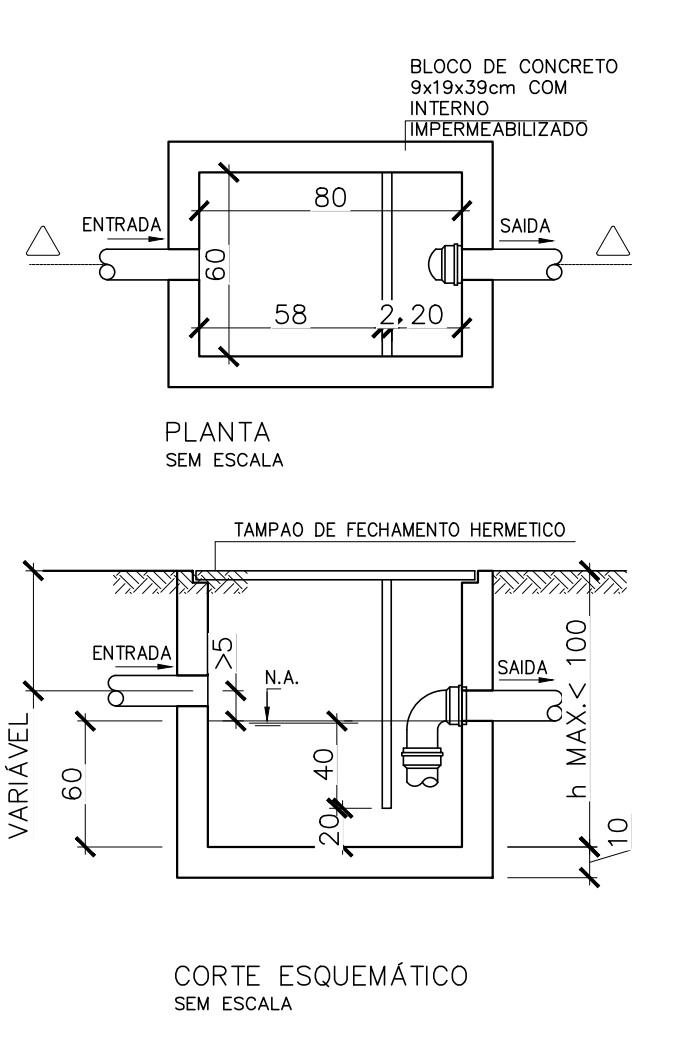 BLOCO DE CONCRETO
9x19x39cm COM
INTERNO
IMPERMEABILIZADO
80
ENTRADA
SAIDA
60
58
2,
20
PLANTA
SEM ESCALA
TAMPAO DE FECHAMENTO HERMETICO
ENTRADA
>5
N.A.
SAIDA
h MAX.< 100
VARIÁVEL
60
40
20
10
CORTE ESQUEMÁTICO
SEM ESCALA